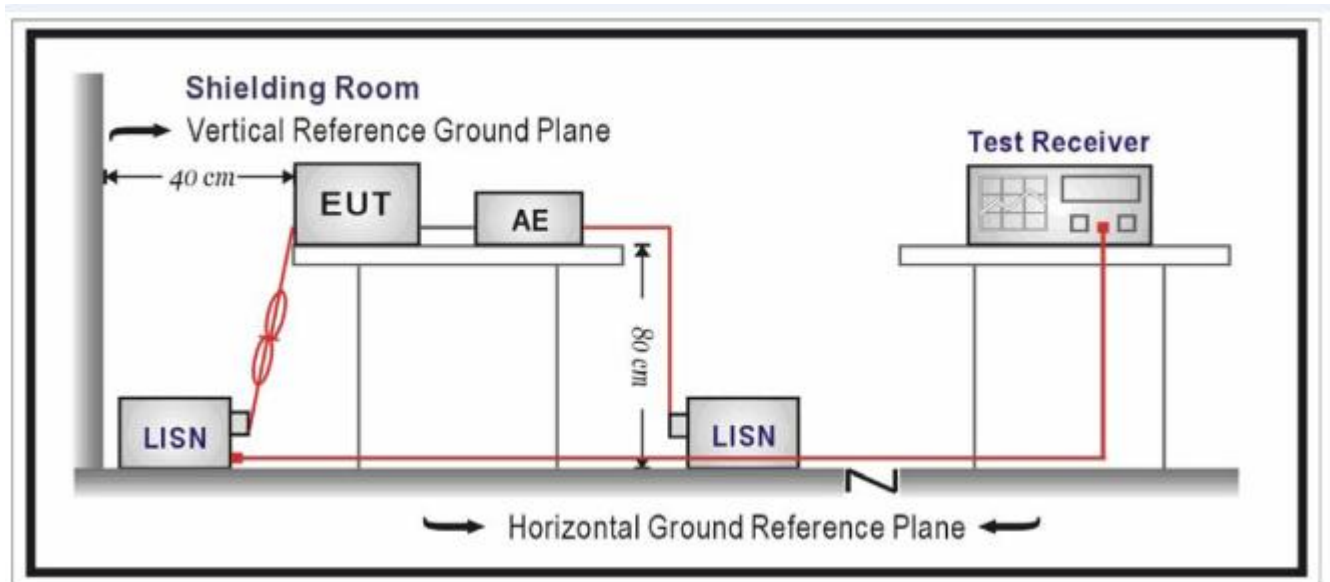 Shielding Room
Vertical Reference Ground Plane
Test Receiver
40 cm
EUT
AE
80 cm
LISN
LISN
Horizontal Ground Reference Plane